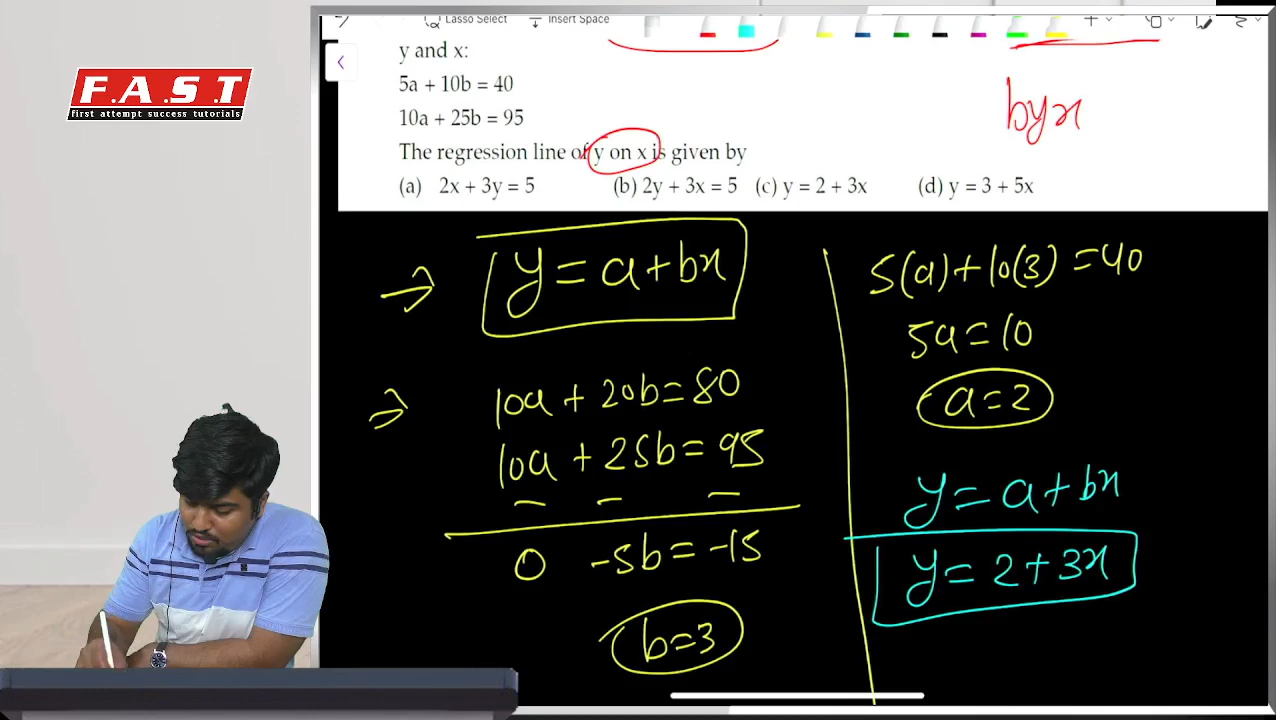 Lasso Select
Insert Space
F.A.S.T
first attempt success tutorials
y and x:
5a + 10b = 40
10a + 25b = 95
The regression line of y on x is given by
(a) 2x + 3y = 5 (b) 2y + 3x = 5 (c) y = 2 + 3x (d) y = 3 + 5x
byx
y = a + bx
10a + 20b = 80
10a + 25b = 95
0 -5b = -15
b = 3
5(a) + 10(3) = 40
5a = 10
a = 2
y = a + bx
y = 2 + 3x